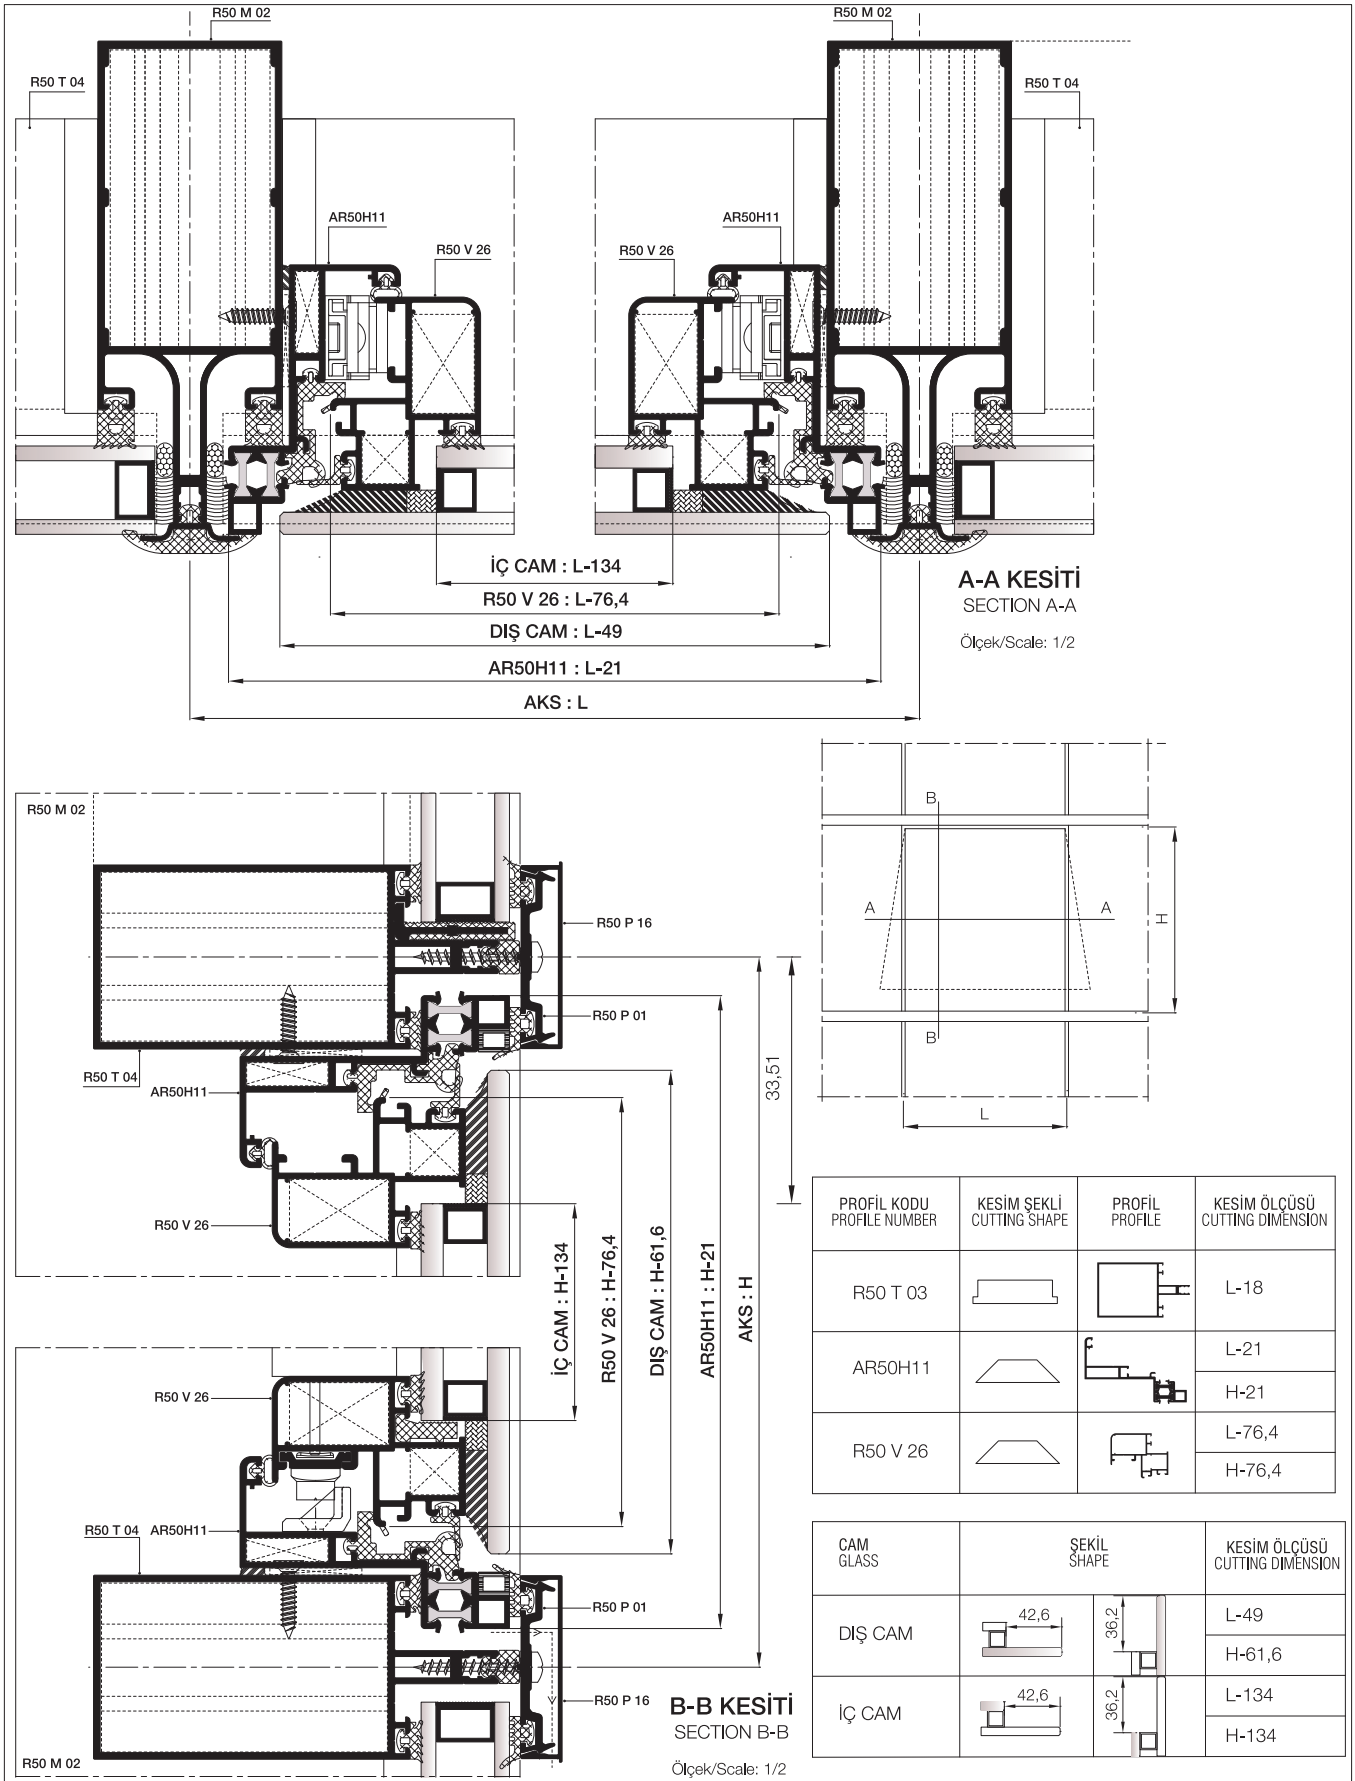 R50 M 02
R50 M 02
R50 T 04
R50 T 04
AR50H11
AR50H11
R50 V 26
R50 V 26
İÇ CAM : L-134
R50 V 26 : L-76,4
DIŞ CAM : L-49
AR50H11 : L-21
AKS : L
A-A KESİTİ
SECTION A-A
Ölçek/Scale: 1/2
R50 M 02
R50 P 16
R50 P 01
R50 T 04
AR50H11
R50 V 26
33,51
İÇ CAM : H-134
R50 V 26 : H-76,4
DIŞ CAM : H-61,6
AR50H11 : H-21
AKS : H
B
A
A
H
B
L
PROFİL KODU
PROFILE NUMBER
KESİM ŞEKLİ
CUTTING SHAPE
PROFİL
PROFILE
KESİM ÖLÇÜSÜ
CUTTING DIMENSION
R50 T 03
L-18
AR50H11
L-21
H-21
R50 V 26
L-76,4
H-76,4
R50 V 26
R50 T 04
AR50H11
R50 P 01
R50 P 16
R50 M 02
B-B KESİTİ
SECTION B-B
Ölçek/Scale: 1/2
CAM
GLASS
ŞEKİL
SHAPE
KESİM ÖLÇÜSÜ
CUTTING DIMENSION
DIŞ CAM
42,6
36,2
L-49
H-61,6
İÇ CAM
42,6
36,2
L-134
H-134